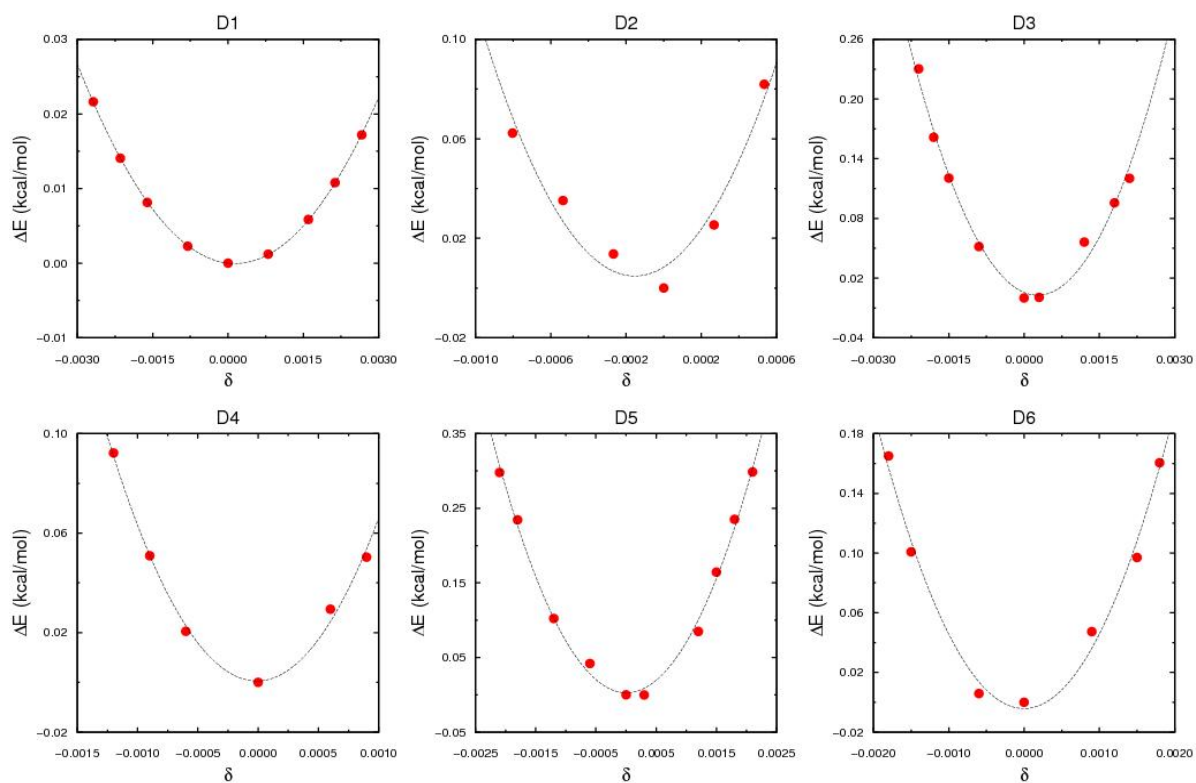 D1
D2
D3
0.03
0.02
0.01
0.00
−0.01
ΔE (kcal/mol)
−0.0030 −0.0015 0.0000 0.0015 0.0030
δ
0.10
0.06
0.02
−0.02
ΔE (kcal/mol)
−0.0010 −0.0006 −0.0002 0.0002 0.0006
δ
0.26
0.20
0.14
0.08
0.02
−0.04
ΔE (kcal/mol)
−0.0030 −0.0015 0.0000 0.0015 0.0030
δ
D4
D5
D6
0.10
0.06
0.02
−0.02
ΔE (kcal/mol)
−0.0015 −0.0010 −0.0005 0.0000 0.0005 0.0010
δ
0.35
0.25
0.15
0.05
−0.05
ΔE (kcal/mol)
−0.0025 −0.0015 −0.0005 0.0005 0.0015 0.0025
δ
0.18
0.14
0.10
0.06
0.02
−0.02
ΔE (kcal/mol)
−0.0020 −0.0010 0.0000 0.0010 0.0020
δ